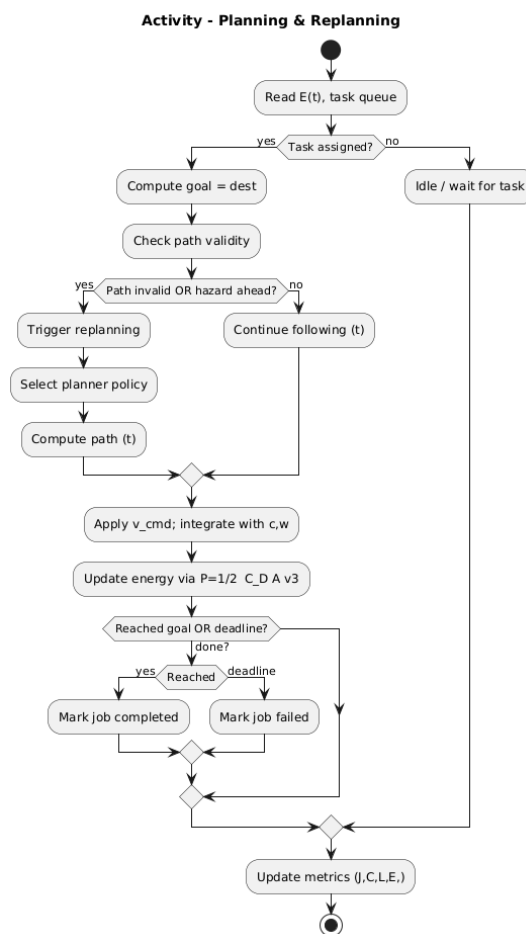 Activity - Planning & Replanning
Read E(t), task queue
yes
Task assigned?
no
Compute goal = dest
Idle / wait for task
Check path validity
yes
Path invalid OR hazard ahead?
no
Trigger replanning
Continue following (t)
Select planner policy
Compute path (t)
Apply v_cmd; integrate with c,w
Update energy via P=1/2  C_D A v3
Reached goal OR deadline?
done?
yes
Reached
deadline
Mark job completed
Mark job failed
Update metrics (J,C,L,E,)